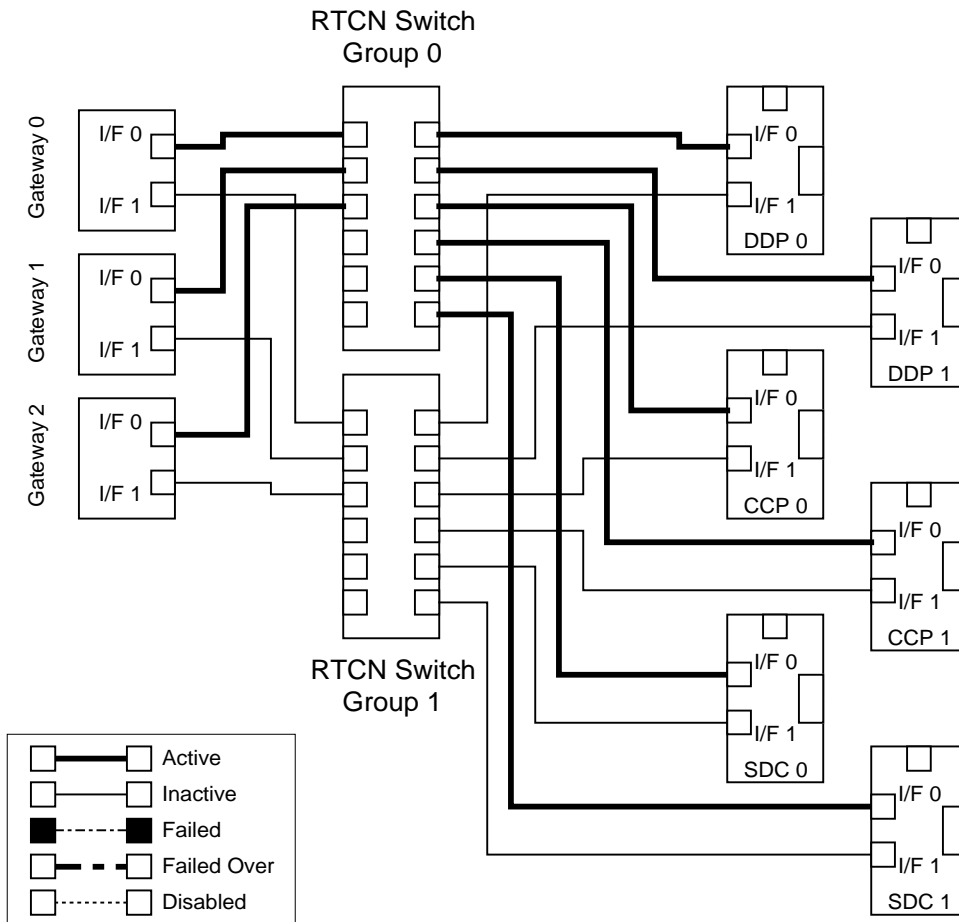 RTCN Switch
Group 0
Gateway 0
I/F 0
I/F 1
Gateway 1
I/F 0
I/F 1
Gateway 2
I/F 0
I/F 1
I/F 0
I/F 1
DDP 0
I/F 0
I/F 1
DDP 1
I/F 0
I/F 1
CCP 0
I/F 0
I/F 1
CCP 1
I/F 0
I/F 1
SDC 0
I/F 0
I/F 1
SDC 1
RTCN Switch
Group 1
Active
Inactive
Failed
Failed Over
Disabled